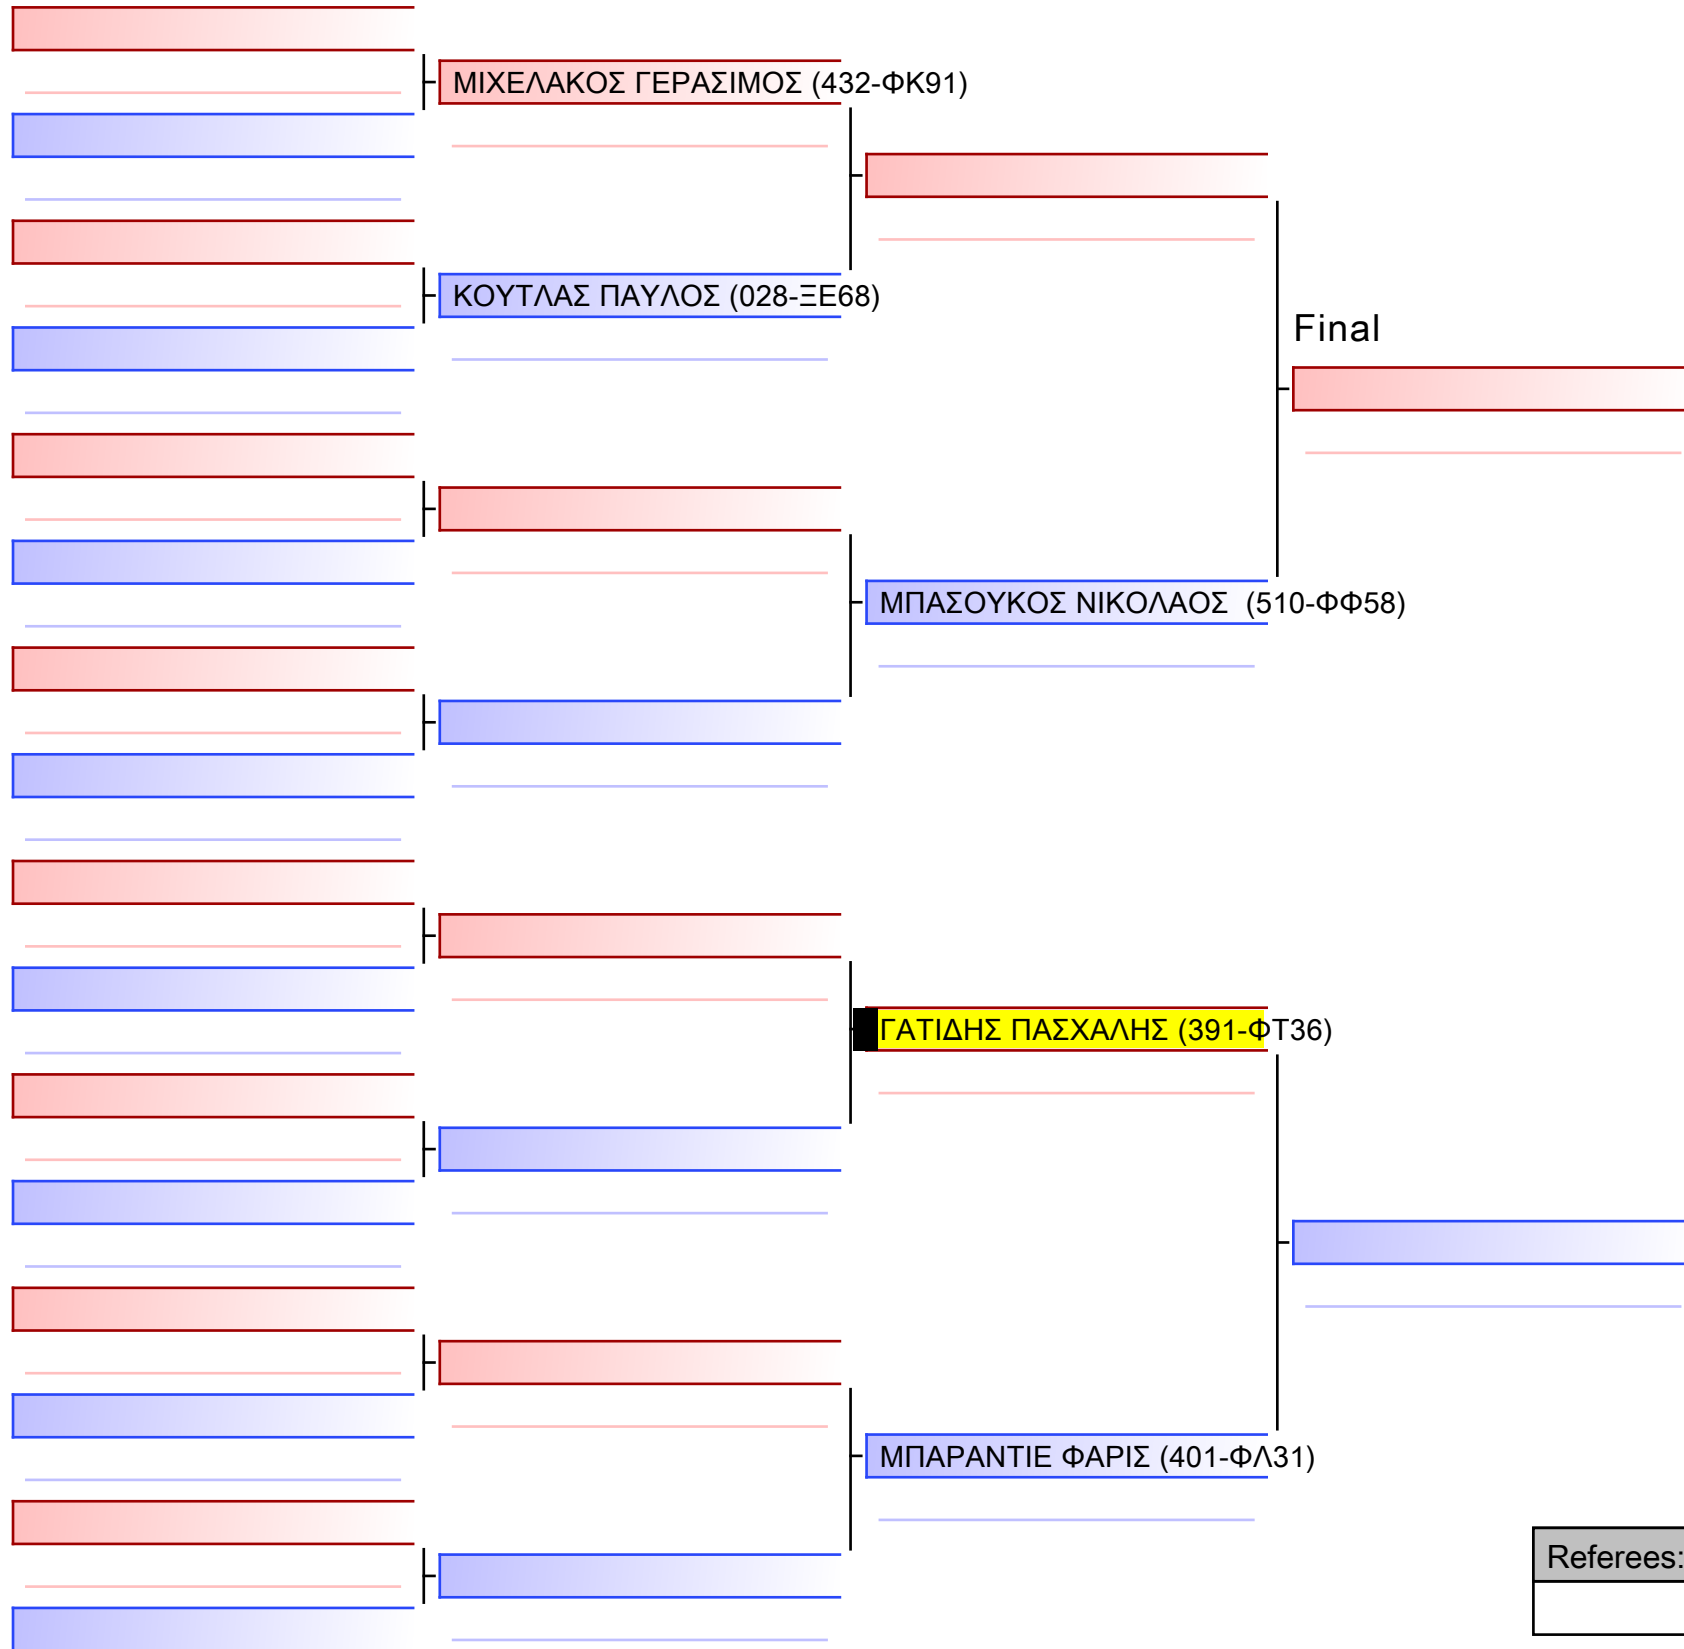 ΜΙΧΕΛΑΚΟΣ ΓΕΡΑΣΙΜΟΣ (432-ΦΚ91)
ΚΟΥΤΛΑΣ ΠΑΥΛΟΣ (028-ΞΕ68)
Final
ΜΠΑΣΟΥΚΟΣ ΝΙΚΟΛΑΟΣ (510-ΦΦ58)
ΓΑΤΙΔΗΣ ΠΑΣΧΑΛΗΣ (391-ΦΤ36)
ΜΠΑΡΑΝΤΙΕ ΦΑΡΙΣ (401-ΦΛ31)
Referees: